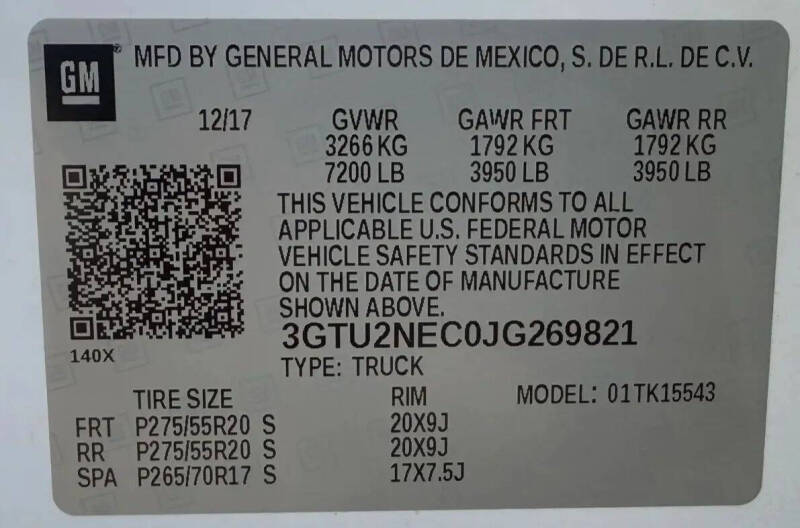 GM® MFD BY GENERAL MOTORS DE MEXICO, S. DE R.L. DE C.V.
12/17 GVWR GAWR FRT GAWR RR
3266 KG 1792 KG 1792 KG
7200 LB 3950 LB 3950 LB
THIS VEHICLE CONFORMS TO ALL
APPLICABLE U.S. FEDERAL MOTOR
VEHICLE SAFETY STANDARDS IN EFFECT
ON THE DATE OF MANUFACTURE
SHOWN ABOVE.
3GTU2NEC0JG269821
140X
TYPE: TRUCK
TIRE SIZE RIM MODEL: 01TK15543
FRT P275/55R20 S 20X9J
RR P275/55R20 S 20X9J
SPA P265/70R17 S 17X7.5J